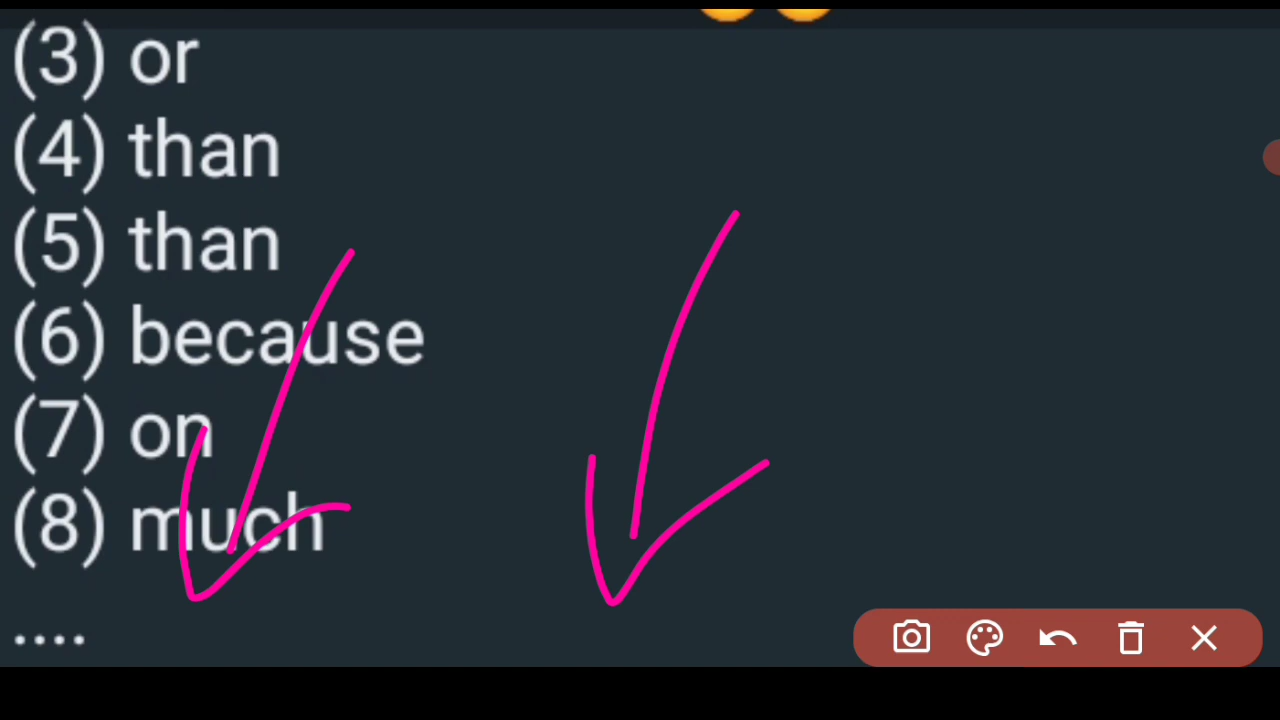 (3) or
(4) than
(5) than
(6) because
(7) on
(8) much
....